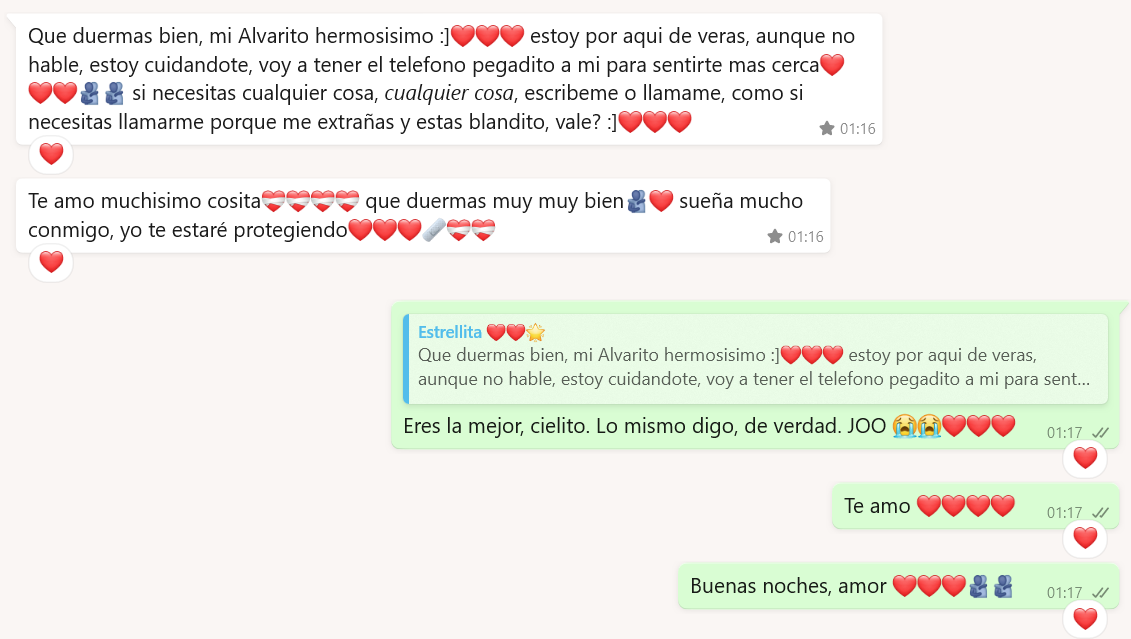 Que duermas bien, mi Alvarito hermosisimo :]❤️❤️❤️ estoy por aqui de veras, aunque no
hable, estoy cuidandote, voy a tener el telefono pegadito a mi para sentirte mas cerca❤️
❤️❤️🫂🫂 si necesitas cualquier cosa, cualquier cosa, escribeme o llamame, como si
necesitas llamarme porque me extrañas y estas blandito, vale? :]❤️❤️❤️
★ 01:16
❤️
Te amo muchisimo cosita❤️‍🩹❤️‍🩹❤️‍🩹❤️‍🩹 que duermas muy muy bien🫂❤️ sueña mucho
conmigo, yo te estaré protegiendo❤️❤️❤️🩹❤️‍🩹❤️‍🩹
★ 01:16
❤️
Estrellita ❤️❤️🌟
Que duermas bien, mi Alvarito hermosisimo :]❤️❤️❤️ estoy por aqui de veras,
aunque no hable, estoy cuidandote, voy a tener el telefono pegadito a mi para sent...
Eres la mejor, cielito. Lo mismo digo, de verdad. JOO 😭😭❤️❤️❤️
01:17
❤️
Te amo ❤️❤️❤️❤️
01:17
❤️
Buenas noches, amor ❤️❤️❤️🫂🫂
01:17
❤️